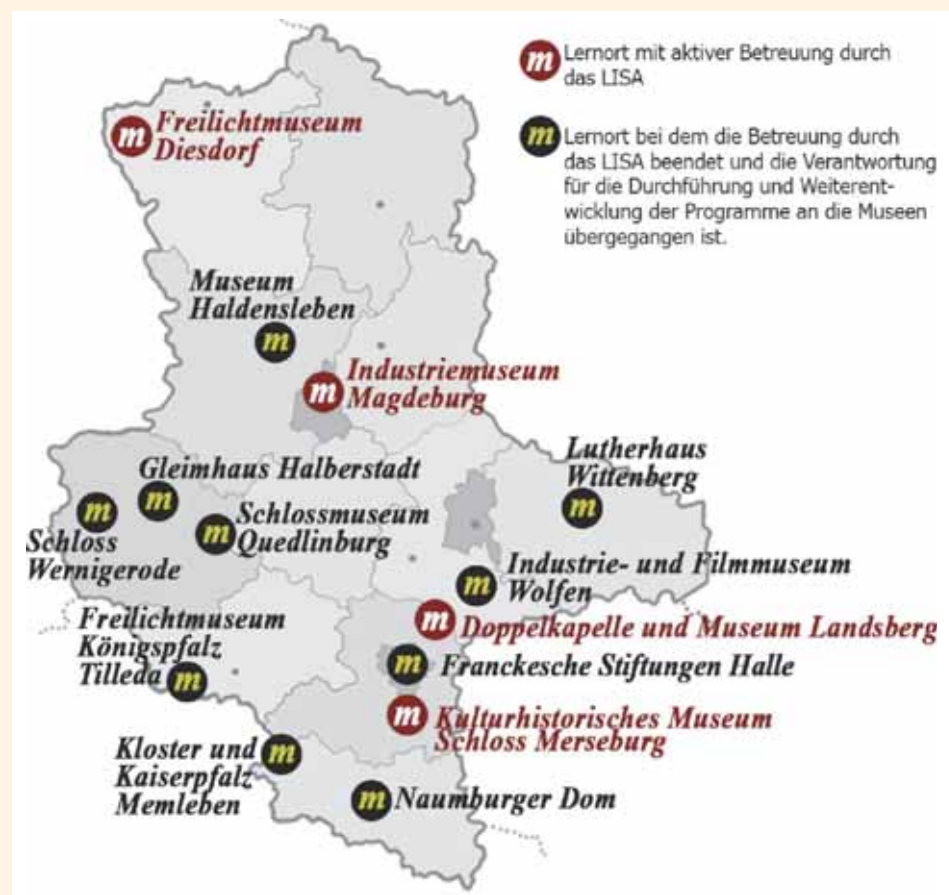 m Lernort mit aktiver Betreuung durch
das LISA
m Lernort bei dem die Betreuung durch
das LISA beendet und die Verantwortung
für die Durchführung und Weiterent-
wicklung der Programme an die Museen
übergegangen ist.
m Freilichtmuseum
Diesdorf
Museum
Haldensleben
m
m Industriemuseum
Magdeburg
Gleimhaus Halberstadt
m
Lutherhaus
Wittenberg
m
m
Schloss
Wernigerode
m Schlossmuseum
Quedlinburg
m Industrie- und Filmmuseum
Wolfen
Freilichtmuseum
Königspfalz
Tilleda
m
m Doppelkapelle und Museum Landsberg
m Franckesche Stiftungen Halle
m Kulturhistorisches Museum
Schloss Merseburg
Kloster und
Kaiserpfalz
Memleben
m
m Naumburger Dom